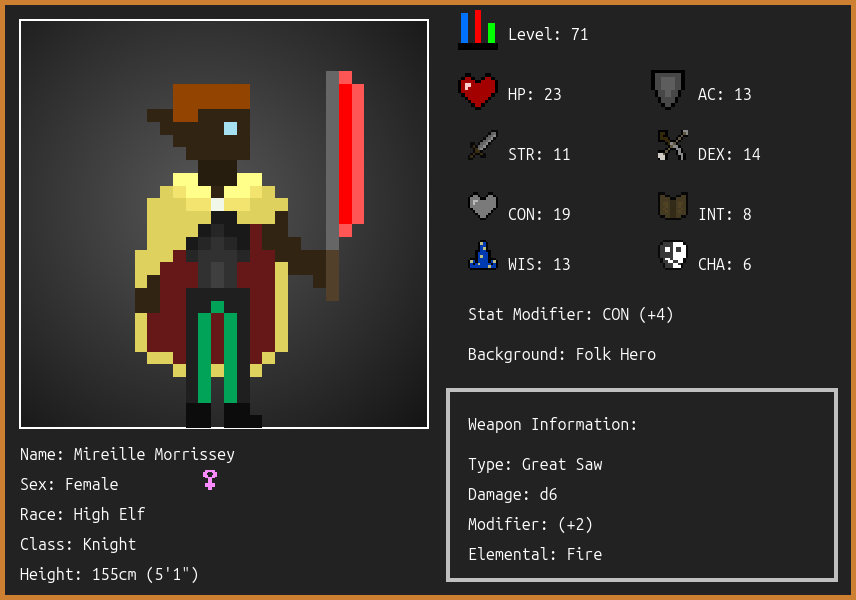 Level: 71
HP: 23
AC: 13
STR: 11
DEX: 14
CON: 19
INT: 8
WIS: 13
CHA: 6
Stat Modifier: CON (+4)
Background: Folk Hero
Weapon Information:
Type: Great Saw
Damage: d6
Modifier: (+2)
Elemental: Fire
Name: Mireille Morrissey
Sex: Female
Race: High Elf
Class: Knight
Height: 155cm (5'1")